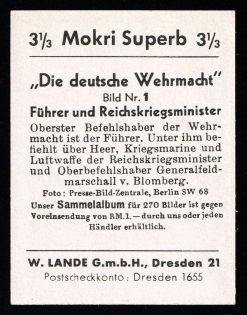 3⅓ Mokri Superb 3⅓
„Die deutsche Wehrmacht"
Bild Nr. 1
Führer und Reichskriegsminister
Oberster Befehlshaber der Wehr-
macht ist der Führer. Unter ihm be-
fiehlt über Heer, Kriegsmarine und
Luftwaffe der Reichskriegsminister
und Oberbefehlshaber Generalfeld-
marschall v. Blomberg.
Foto: Presse-Bild-Zentrale, Berlin SW 68
Unser Sammelalbum für 270 Bilder ist gegen
Voreinsendung von RM.1.— durch uns oder jeden
Händler erhältlich.
W. LANDE G.m.b.H., Dresden 21
Postscheckkonto: Dresden 1655